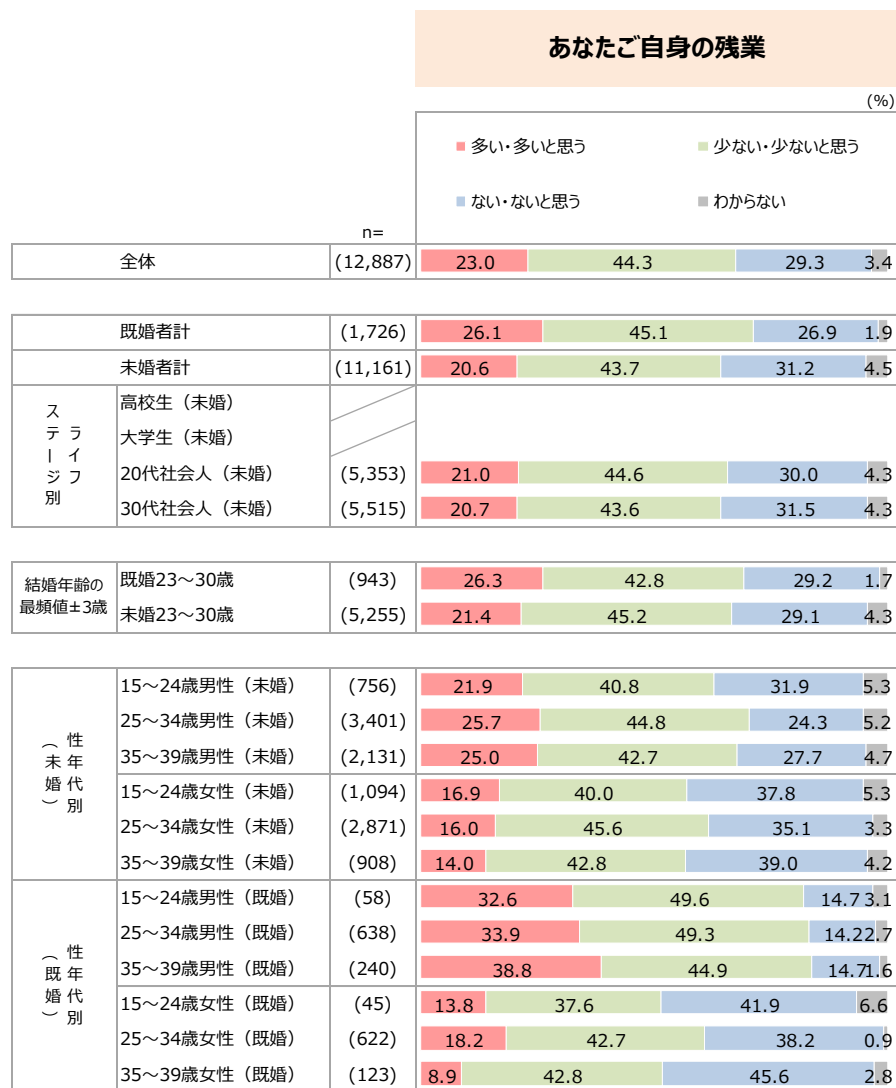 あなたご自身の残業
(%)
多い・多いと思う 少ない・少ないと思う
ない・ないと思う わからない
n=
全体 (12,887) 23.0 44.3 29.3 3.4
既婚者計 (1,726) 26.1 45.1 26.9 1.9
未婚者計 (11,161) 20.6 43.7 31.2 4.5
ライフステージ別
高校生（未婚）
大学生（未婚）
20代社会人（未婚） (5,353) 21.0 44.6 30.0 4.3
30代社会人（未婚） (5,515) 20.7 43.6 31.5 4.3
結婚年齢の
最頻値±3歳
既婚23～30歳 (943) 26.3 42.8 29.2 1.7
未婚23～30歳 (5,255) 21.4 45.2 29.1 4.3
性年代別
（未婚）
15～24歳男性（未婚） (756) 21.9 40.8 31.9 5.3
25～34歳男性（未婚） (3,401) 25.7 44.8 24.3 5.2
35～39歳男性（未婚） (2,131) 25.0 42.7 27.7 4.7
15～24歳女性（未婚） (1,094) 16.9 40.0 37.8 5.3
25～34歳女性（未婚） (2,871) 16.0 45.6 35.1 3.3
35～39歳女性（未婚） (908) 14.0 42.8 39.0 4.2
性年代別
（既婚）
15～24歳男性（既婚） (58) 32.6 49.6 14.7 3.1
25～34歳男性（既婚） (638) 33.9 49.3 14.2 2.7
35～39歳男性（既婚） (240) 38.8 44.9 14.7 1.6
15～24歳女性（既婚） (45) 13.8 37.6 41.9 6.6
25～34歳女性（既婚） (622) 18.2 42.7 38.2 0.9
35～39歳女性（既婚） (123) 8.9 42.8 45.6 2.8